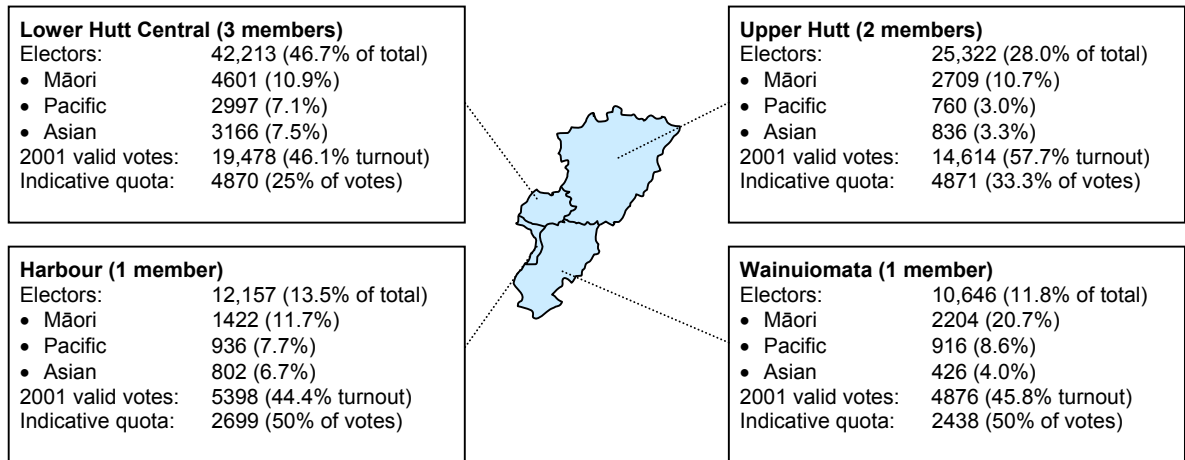 Lower Hutt Central (3 members)
Electors: 42,213 (46.7% of total)
• Māori 4601 (10.9%)
• Pacific 2997 (7.1%)
• Asian 3166 (7.5%)
2001 valid votes: 19,478 (46.1% turnout)
Indicative quota: 4870 (25% of votes)
Upper Hutt (2 members)
Electors: 25,322 (28.0% of total)
• Māori 2709 (10.7%)
• Pacific 760 (3.0%)
• Asian 836 (3.3%)
2001 valid votes: 14,614 (57.7% turnout)
Indicative quota: 4871 (33.3% of votes)
Harbour (1 member)
Electors: 12,157 (13.5% of total)
• Māori 1422 (11.7%)
• Pacific 936 (7.7%)
• Asian 802 (6.7%)
2001 valid votes: 5398 (44.4% turnout)
Indicative quota: 2699 (50% of votes)
Wainuiomata (1 member)
Electors: 10,646 (11.8% of total)
• Māori 2204 (20.7%)
• Pacific 916 (8.6%)
• Asian 426 (4.0%)
2001 valid votes: 4876 (45.8% turnout)
Indicative quota: 2438 (50% of votes)